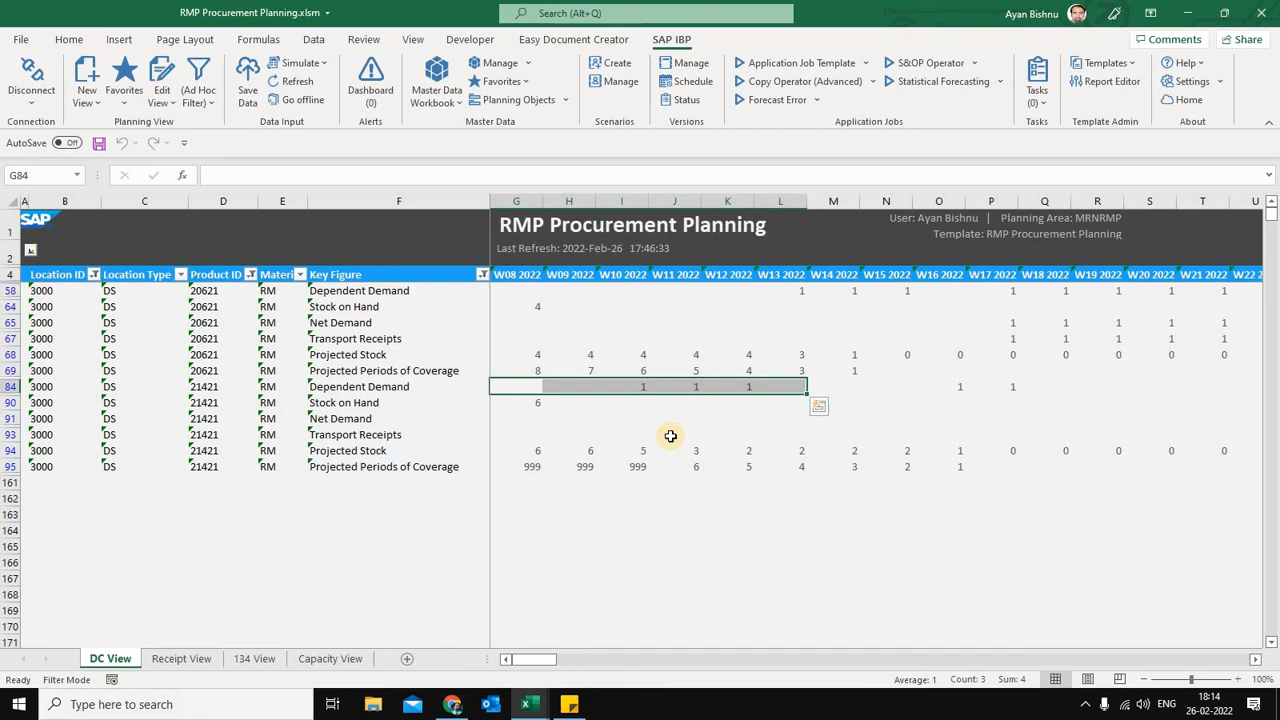 RMP Procurement Planning.xlsm
Search (Alt+Q)
Ayan Bishnu
File Home Insert Page Layout Formulas Data Review View Developer Easy Document Creator SAP IBP Comments Share
Disconnect
Connection
New View Favorites Edit View (Ad Hoc Filter)
Planning View
Save Data
Simulate
Refresh
Go offline
Data Input
Dashboard (0)
Alerts
Master Data Workbook
Manage
Favorites
Planning Objects
Master Data
Create
Manage
Scenarios
Manage
Schedule
Status
Versions
Application Job Template
Copy Operator (Advanced)
Forecast Error
S&OP Operator
Statistical Forecasting
Application Jobs
Tasks (0)
Tasks
Templates
Report Editor
Template Admin
Help
Settings
Home
About
AutoSave Off
G84
A B C D E F G H I J K L M N O P Q R S T U
1 SAP RMP Procurement Planning User: Ayan Bishnu | Planning Area: MRNRMP
Template: RMP Procurement Planning
2 Last Refresh: 2022-Feb-26 17:46:33
4 Location ID Location Type Product ID Materi Key Figure W08 2022 W09 2022 W10 2022 W11 2022 W12 2022 W13 2022 W14 2022 W15 2022 W16 2022 W17 2022 W18 2022 W19 2022 W20 2022 W21 2022 W22 2
58 3000 DS 20621 RM Dependent Demand 1 1 1 1 1 1 1 1
64 3000 DS 20621 RM Stock on Hand 4
65 3000 DS 20621 RM Net Demand 1 1 1 1 1
67 3000 DS 20621 RM Transport Receipts 1 1 1 1 1
68 3000 DS 20621 RM Projected Stock 4 4 4 4 4 3 1 0 0 0 0 0 0 0
69 3000 DS 20621 RM Projected Periods of Coverage 8 7 6 5 4 3 1
84 3000 DS 21421 RM Dependent Demand 1 1 1 1 1
90 3000 DS 21421 RM Stock on Hand 6
91 3000 DS 21421 RM Net Demand
93 3000 DS 21421 RM Transport Receipts
94 3000 DS 21421 RM Projected Stock 6 6 5 3 2 2 2 2 1 0 0 0 0 0
95 3000 DS 21421 RM Projected Periods of Coverage 999 999 999 6 5 4 3 2 1
161
162
163
164
165
166
167
168
169
170
171
DC View Receipt View 134 View Capacity View
Ready Filter Mode Average: 1 Count: 3 Sum: 4 100%
Type here to search
ENG
18:14
26-02-2022